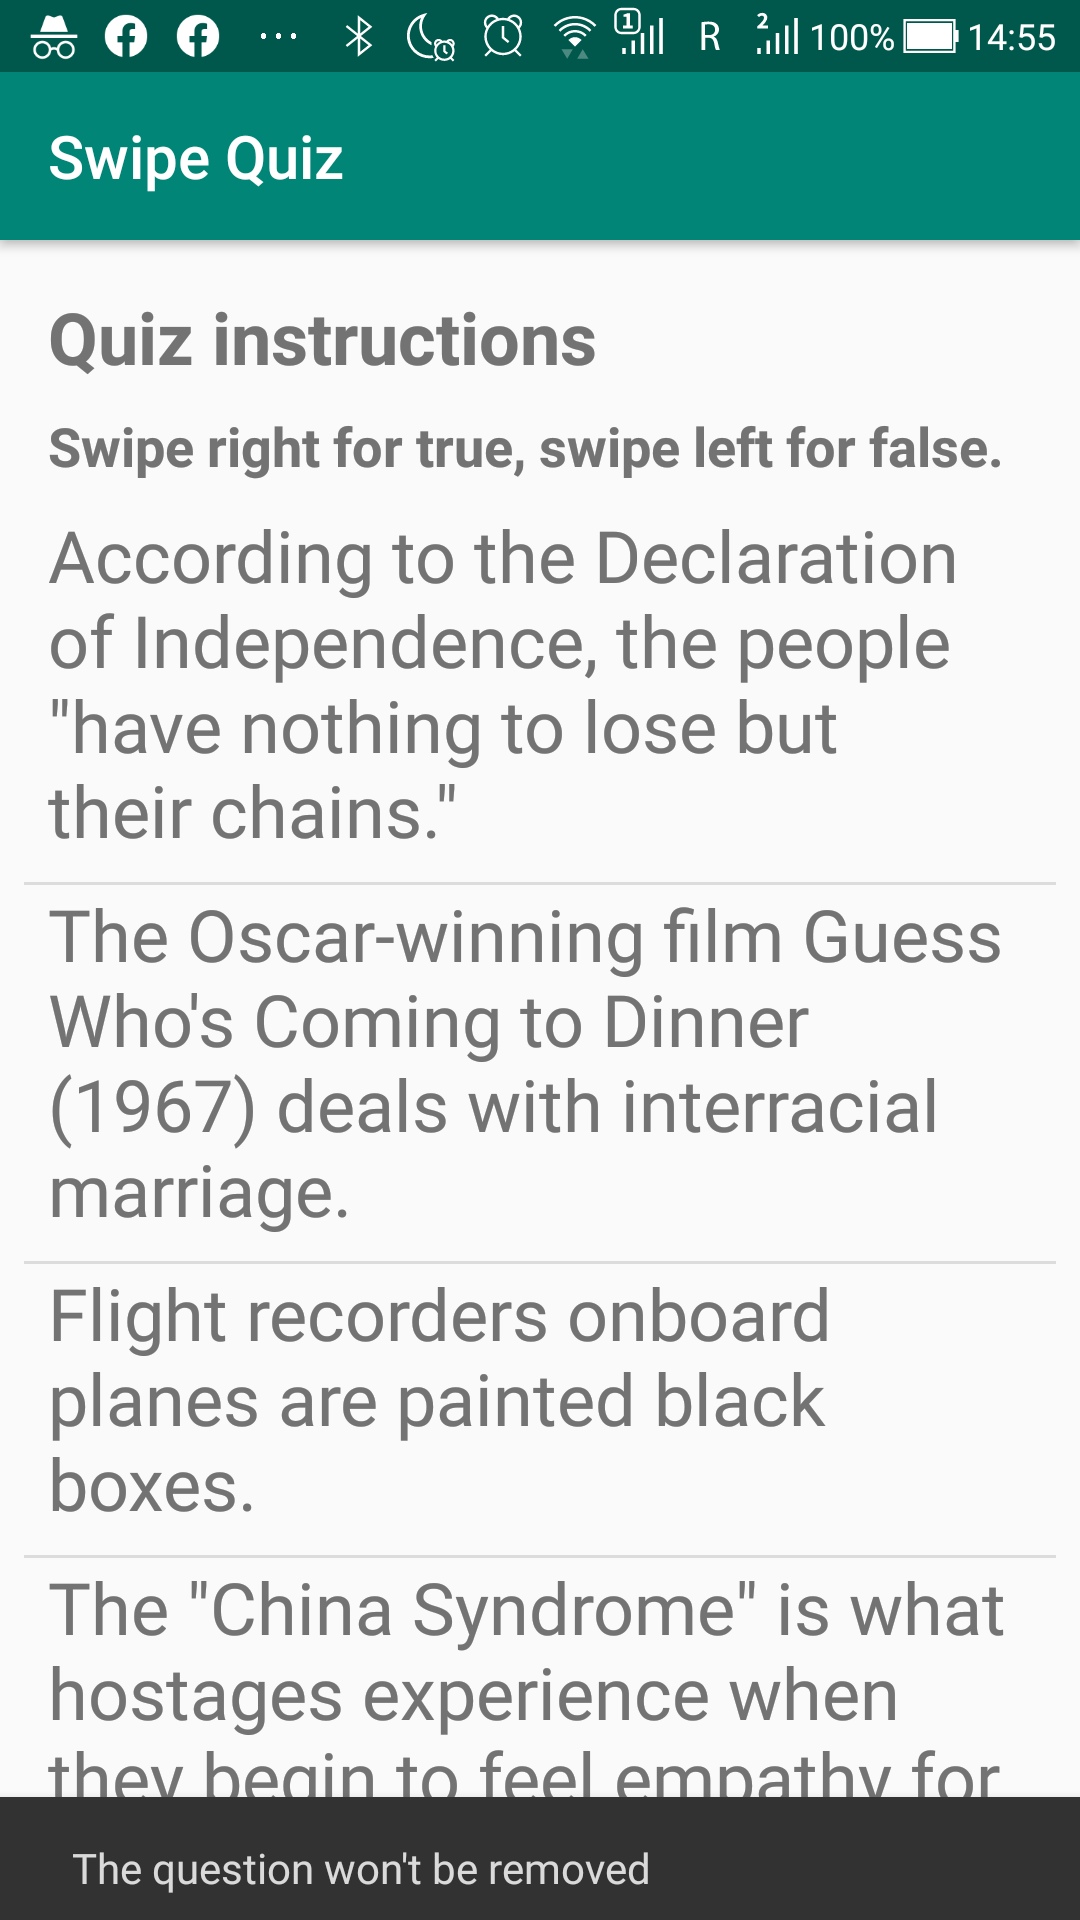 1 R 2 100% 14:55
Swipe Quiz
Quiz instructions
Swipe right for true, swipe left for false.
According to the Declaration
of Independence, the people
"have nothing to lose but
their chains."
The Oscar-winning film Guess
Who's Coming to Dinner
(1967) deals with interracial
marriage.
Flight recorders onboard
planes are painted black
boxes.
The "China Syndrome" is what
hostages experience when
they begin to feel empathy for
The question won't be removed